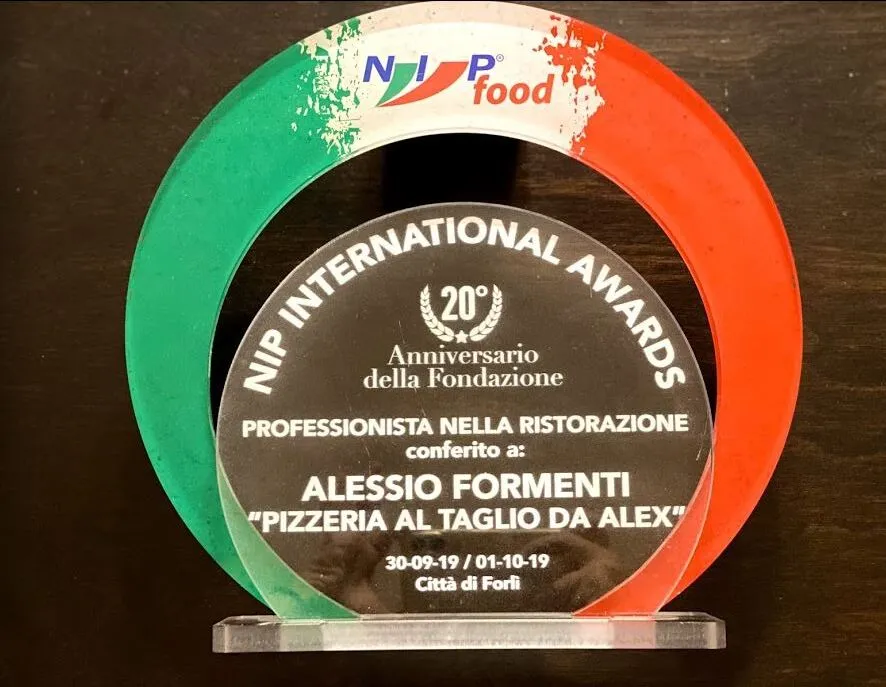 NIP®
food
NIP INTERNATIONAL AWARDS
20°
Anniversario
della Fondazione
PROFESSIONISTA NELLA RISTORAZIONE
conferito a:
ALESSIO FORMENTI
"PIZZERIA AL TAGLIO DA ALEX"
30-09-19 / 01-10-19
Città di Forlì